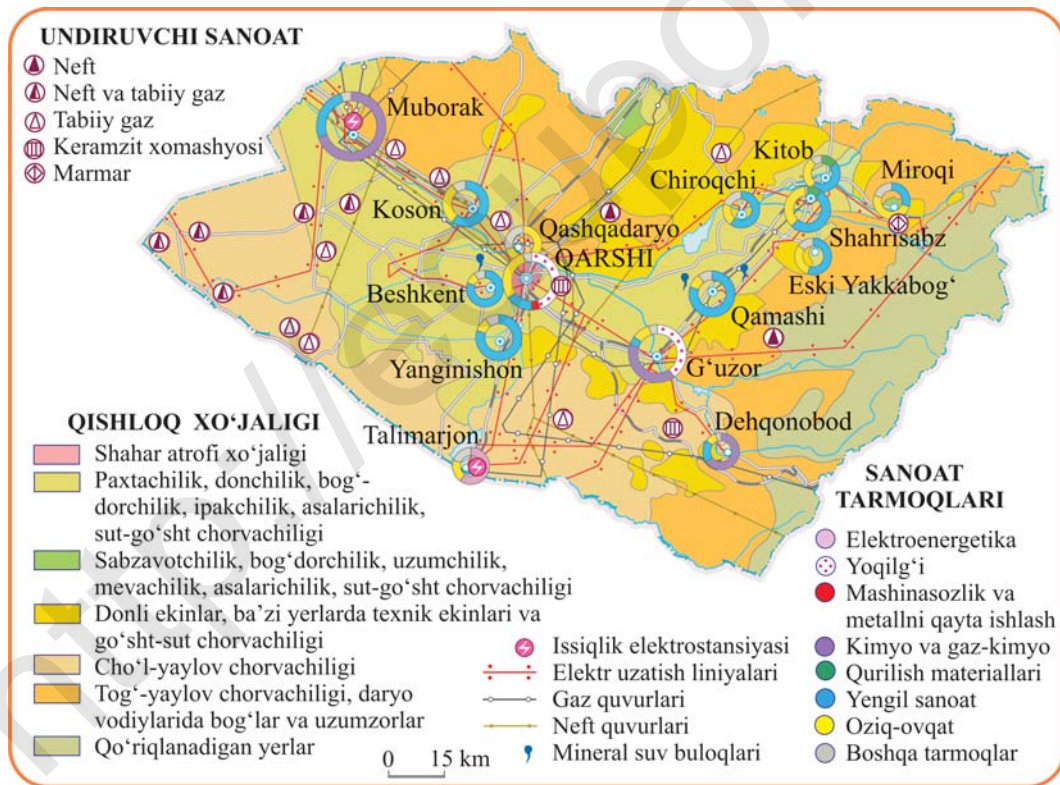 UNDIRUVCHI SANOAT
Neft
Neft va tabiiy gaz
Tabiiy gaz
Keramzit xomashyosi
Marmar
Muborak
Kitob
Miroqi
Chiroqchi
Koson
Qashqadaryo
Shahrisabz
QARSHI
Eski Yakkabog‘
Beshkent
Qamashi
Yanginishon
G‘uzor
Dehqonobod
Talimarjon
QISHLOQ XO‘JALIGI
Shahar atrofi xo‘jaligi
Paxtachilik, donchilik, bog‘-
dorchilik, ipakchilik, asalarichilik,
sut-go‘sht chorvachiligi
Sabzavotchilik, bog‘dorchilik, uzumchilik,
mevachilik, asalarichilik, sut-go‘sht chorvachiligi
Donli ekinlar, ba’zi yerlarda texnik ekinlari va
go‘sht-sut chorvachiligi
Cho‘l-yaylov chorvachiligi
Tog‘-yaylov chorvachiligi, daryo
vodiylarida bog‘lar va uzumzorlar
Qo‘riqlanadigan yerlar
0 15 km
Issiqlik elektrostansiyasi
Elektr uzatish liniyalari
Gaz quvurlari
Neft quvurlari
Mineral suv buloqlari
SANOAT
TARMOQLARI
Elektroenergetika
Yoqilg‘i
Mashinasozlik va
metallni qayta ishlash
Kimyo va gaz-kimyo
Qurilish materiallari
Yengil sanoat
Oziq-ovqat
Boshqa tarmoqlar